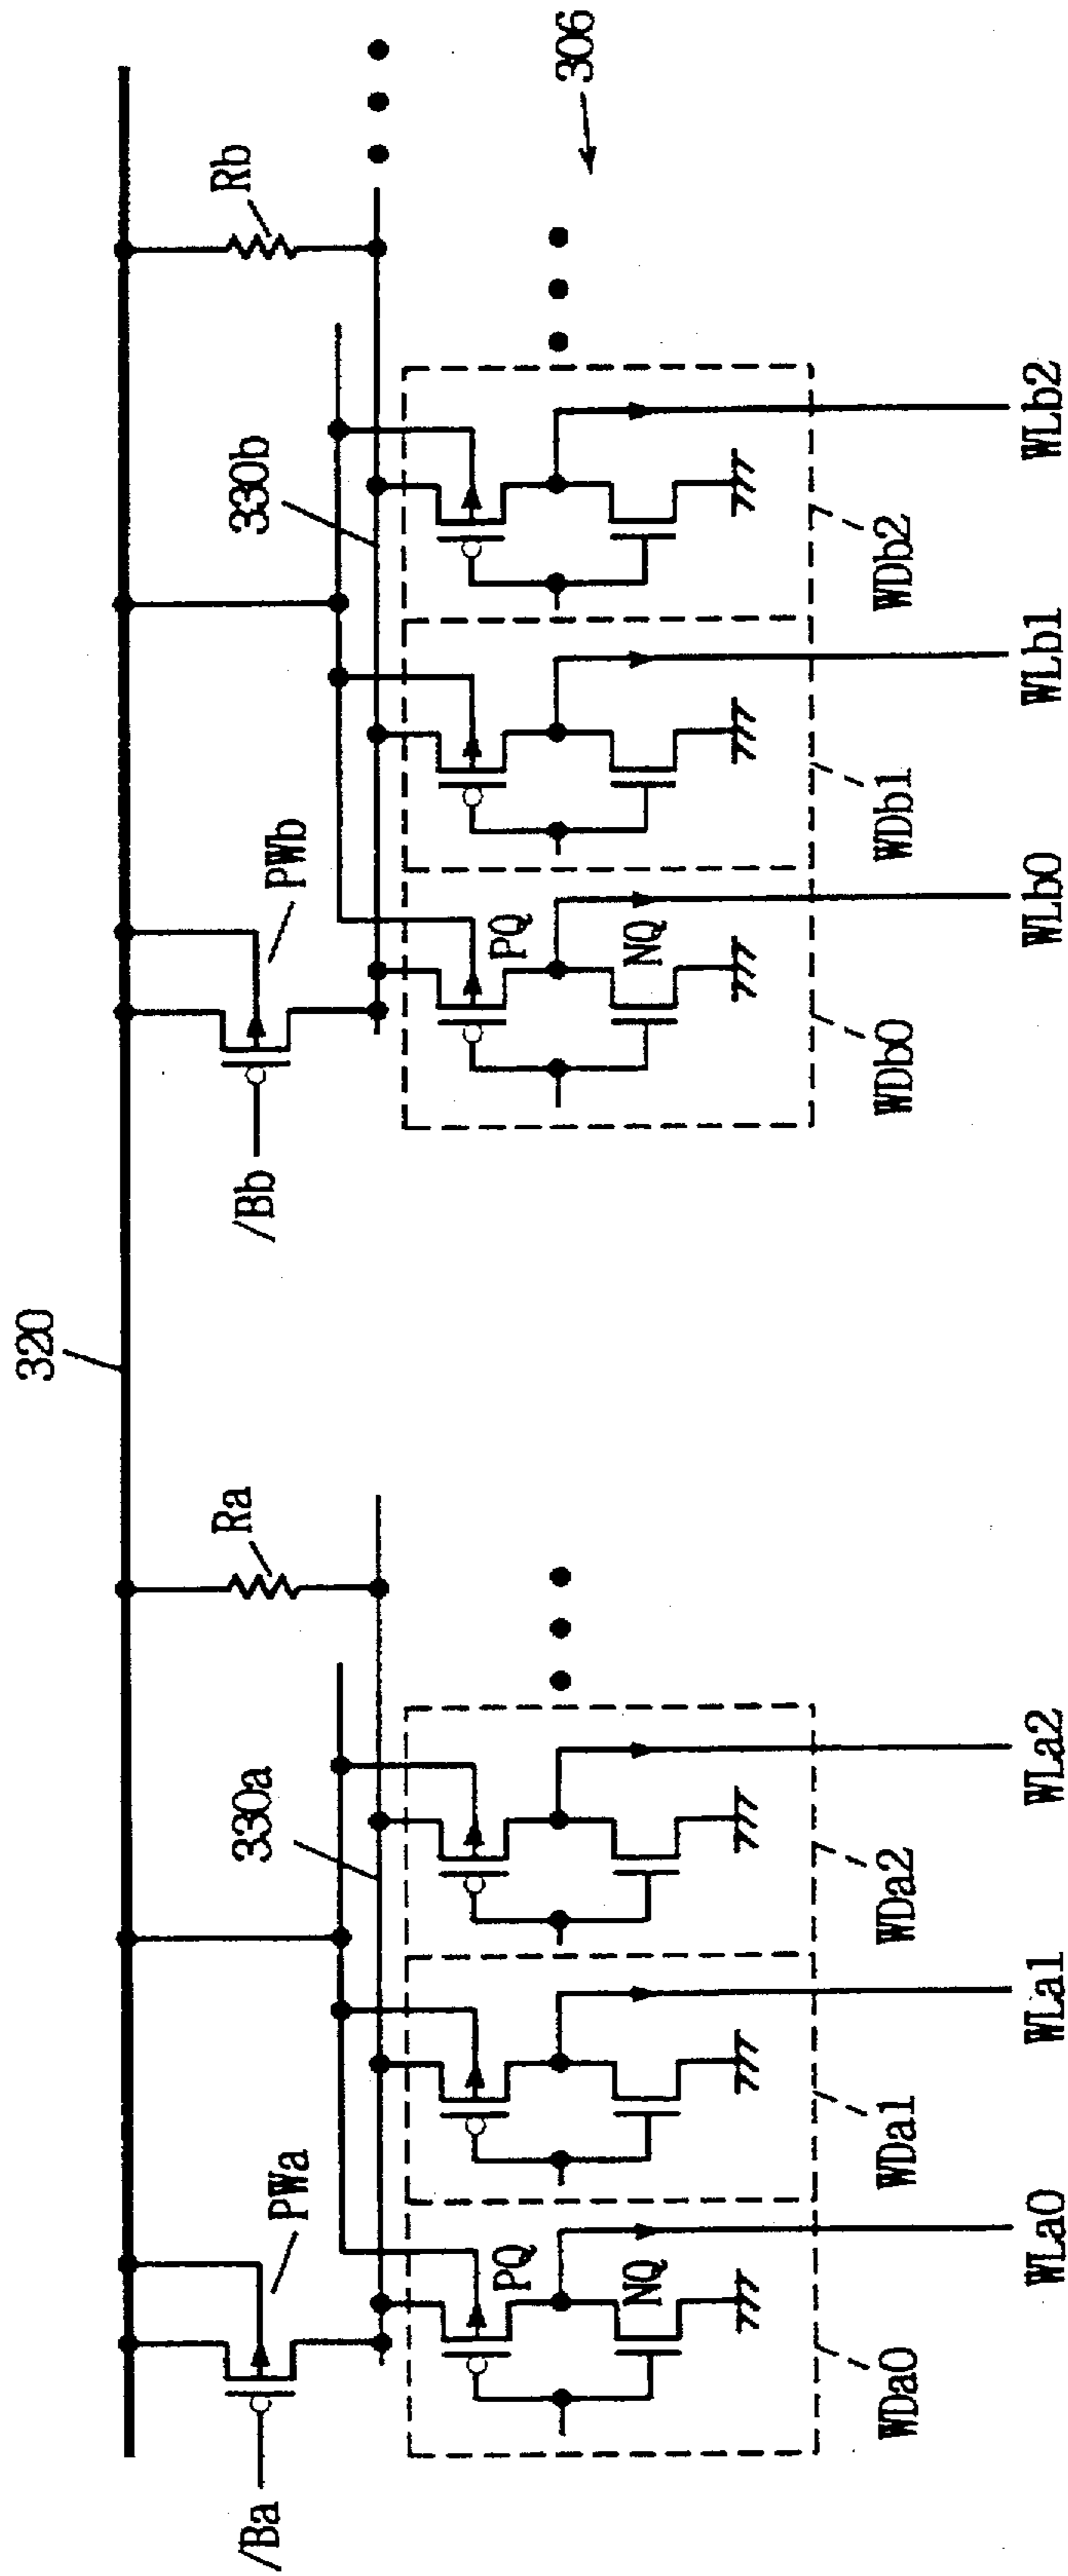 320
306
Ra
Rb
PWa
PWb
/Ba
/Bb
330a
330b
PQ
NQ
PQ
NQ
WDa0
WDa1
WDa2
WDb0
WDb1
WDb2
WLa0
WLa1
WLa2
WLb0
WLb1
WLb2